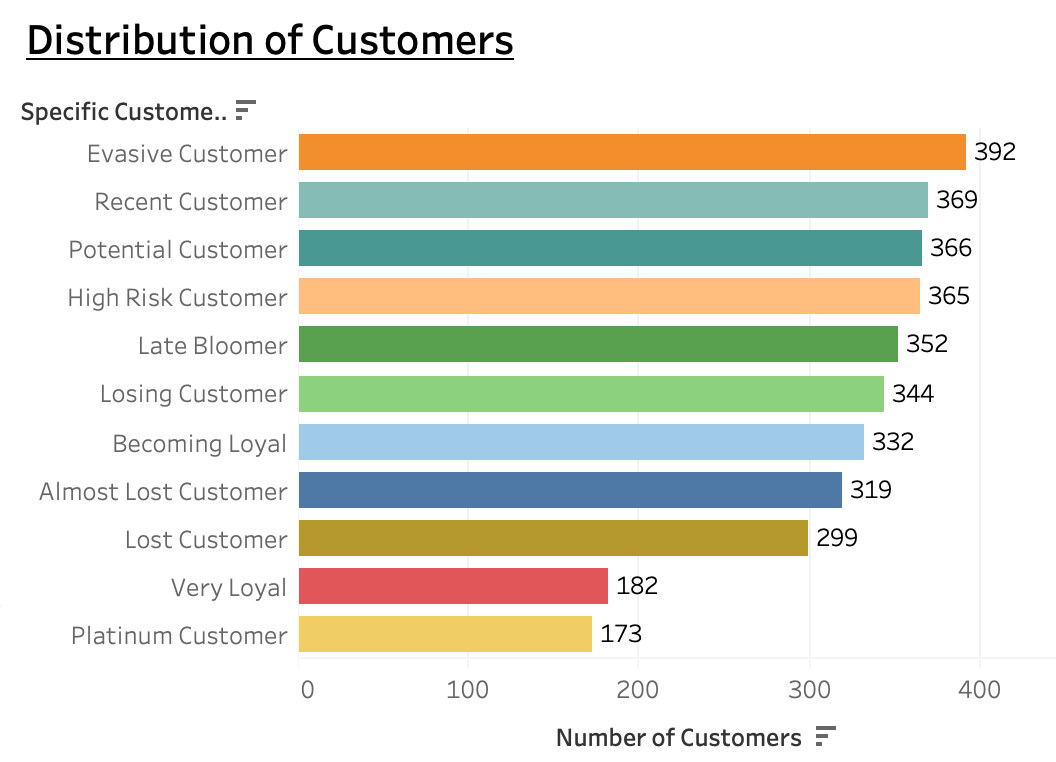 Distribution of Customers
Specific Custome..
Evasive Customer 392
Recent Customer 369
Potential Customer 366
High Risk Customer 365
Late Bloomer 352
Losing Customer 344
Becoming Loyal 332
Almost Lost Customer 319
Lost Customer 299
Very Loyal 182
Platinum Customer 173
0 100 200 300 400
Number of Customers